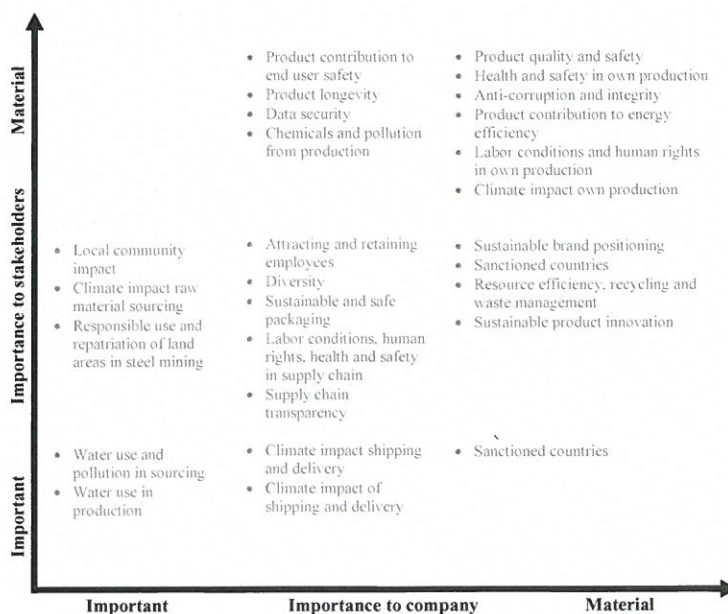 Material
Importance to stakeholders
Important
• Product contribution to
end user safety
• Product longevity
• Data security
• Chemicals and pollution
from production
• Product quality and safety
• Health and safety in own production
• Anti-corruption and integrity
• Product contribution to energy
efficiency
• Labor conditions and human rights
in own production
• Climate impact own production
• Local community
impact
• Climate impact raw
material sourcing
• Responsible use and
repatriation of land
areas in steel mining
• Attracting and retaining
employees
• Diversity
• Sustainable and safe
packaging
• Labor conditions, human
rights, health and safety
in supply chain
• Supply chain
transparency
• Sustainable brand positioning
• Sanctioned countries
• Resource efficiency, recycling and
waste management
• Sustainable product innovation
• Water use and
pollution in sourcing
• Water use in
production
• Climate impact shipping
and delivery
• Climate impact of
shipping and delivery
• Sanctioned countries
Important
Importance to company
Material